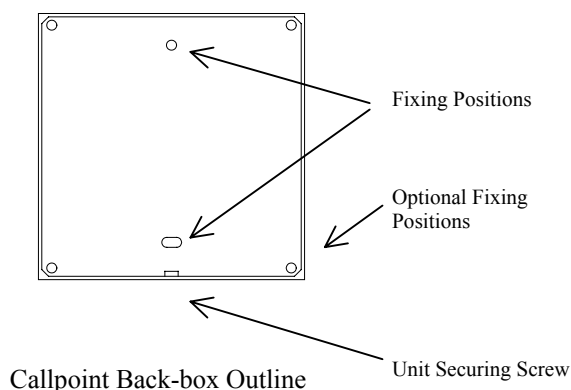 Fixing Positions
Optional Fixing
Positions
Unit Securing Screw
Callpoint Back-box Outline